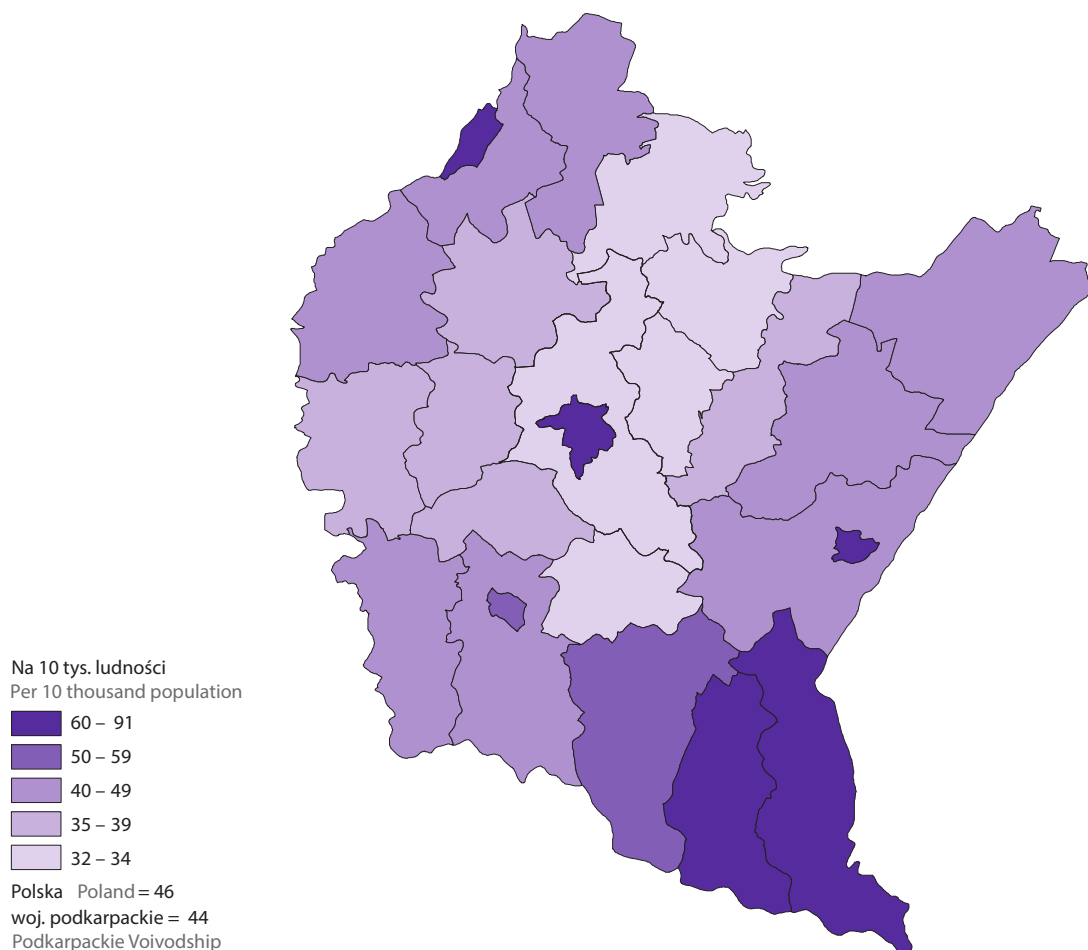 Na 10 tys. ludności
Per 10 thousand population
60 – 91
50 – 59
40 – 49
35 – 39
32 – 34
Polska Poland = 46
woj. podkarpackie = 44
Podkarpackie Voivodship